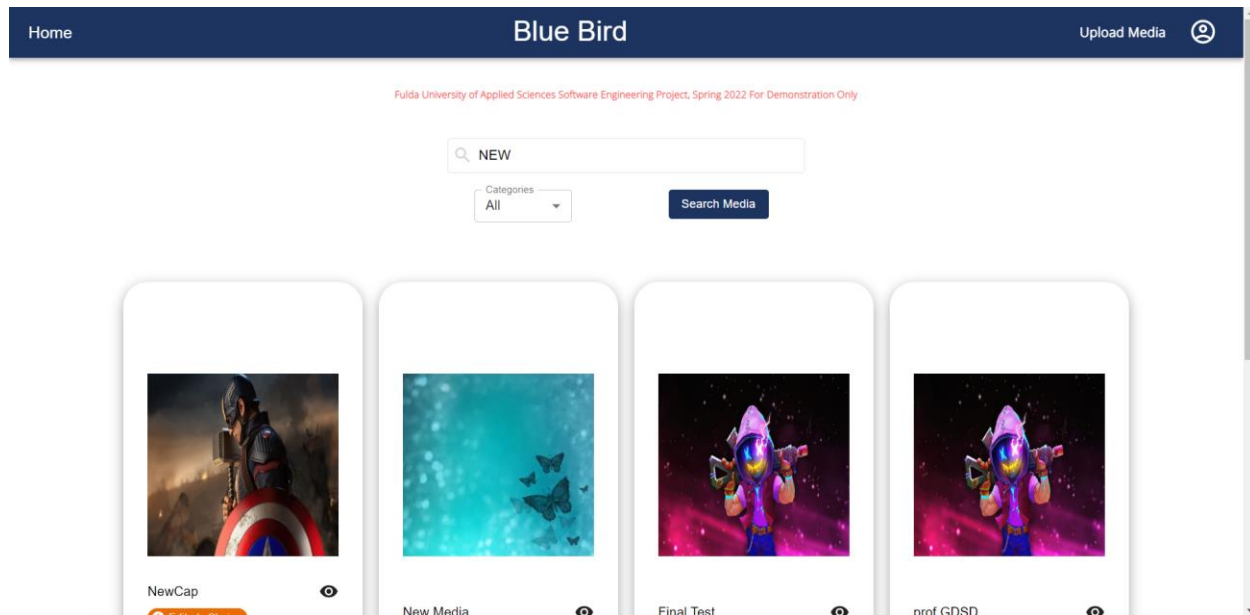 Home Blue Bird Upload Media
Fulda University of Applied Sciences Software Engineering Project, Spring 2022 For Demonstration Only
NEW
Categories
All
Search Media
NewCap
New Media
Final Test
prof GDSD